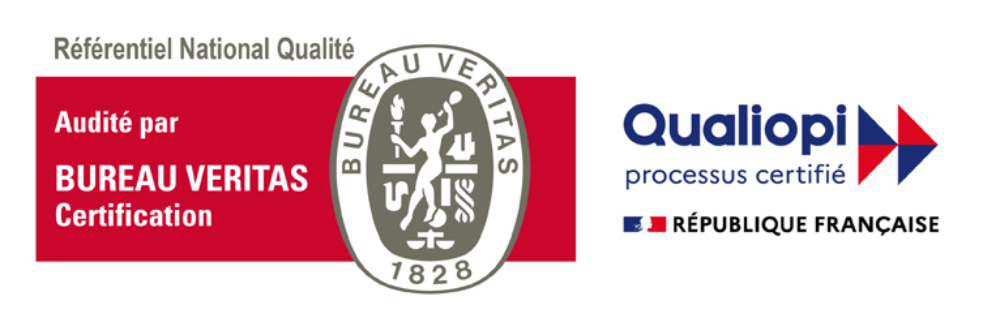 Référentiel National Qualité
Audité par
BUREAU VERITAS
Certification
BUREAU VERITAS
1828
Qualiopi
processus certifié
RÉPUBLIQUE FRANÇAISE